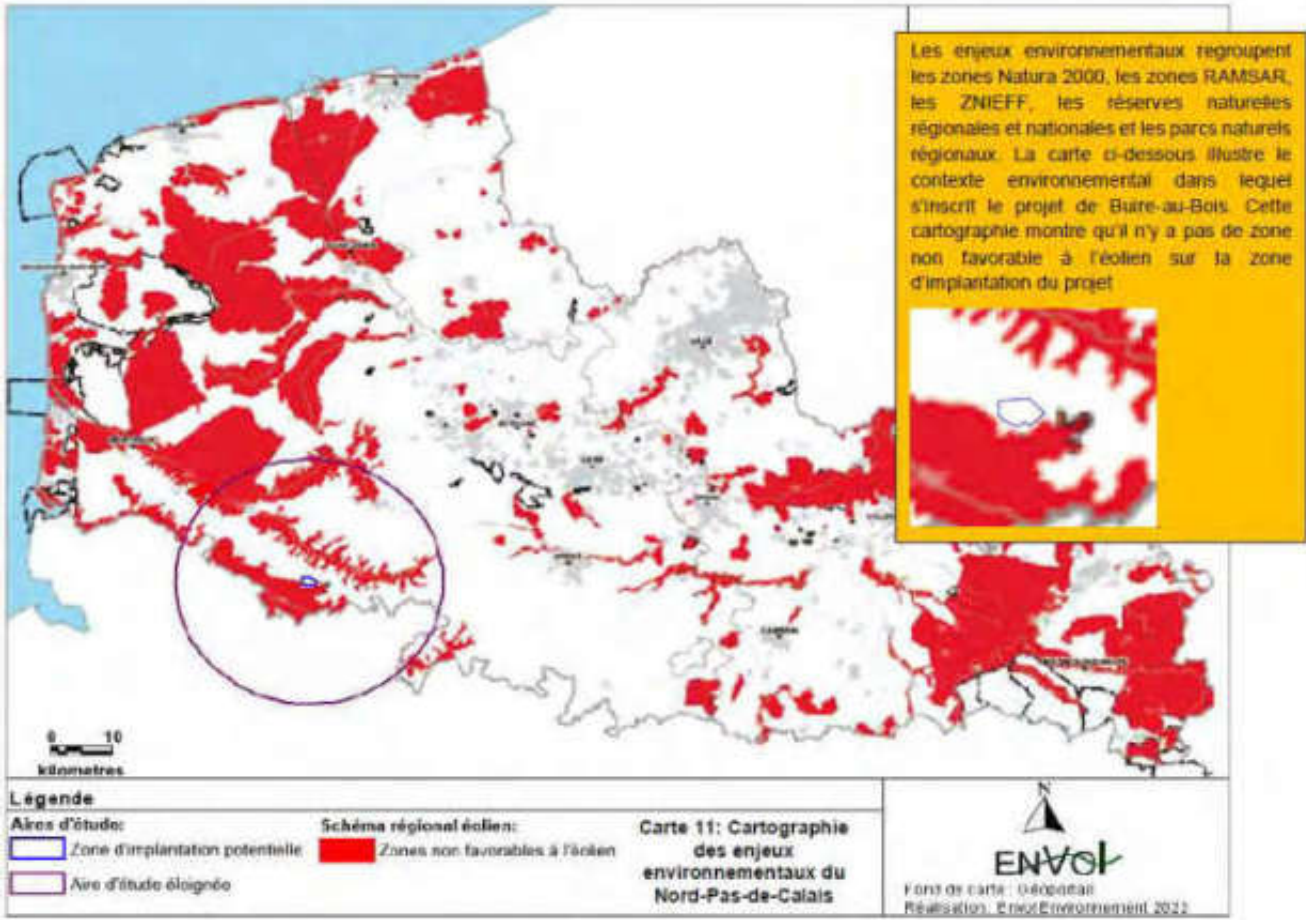 Les enjeux environnementaux regroupent
les zones Natura 2000, les zones RAMSAR,
les ZNIEFF, les réserves naturelles
régionales et nationales et les parcs naturels
régionaux. La carte ci-dessous illustre le
contexte environnemental dans lequel
s'inscrit le projet de Buire-au-Bois. Cette
cartographie montre qu'il n'y a pas de zone
non favorable à l'éolien sur la zone
d'implantation du projet
0 10
kilometres
Légende
Aires d'étude:
Zone d'implantation potentielle
Aire d'étude éloignée
Schéma régional éolien:
Zones non favorables à l'éolien
Carte 11: Cartographie
des enjeux
environnementaux du
Nord-Pas-de-Calais
N
ENVOL
Fond de carte : Géoportail
Réalisation: Envol Environnement 2022